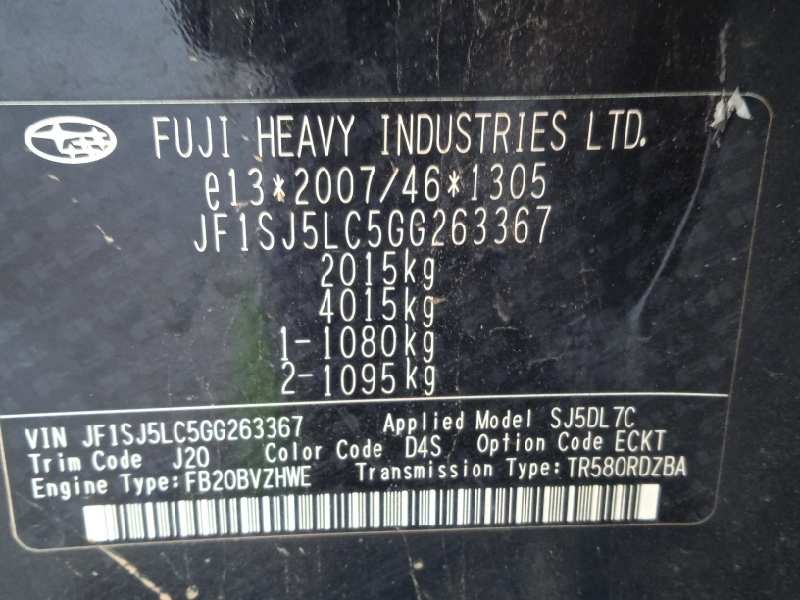 FUJI HEAVY INDUSTRIES LTD.
e13*2007/46*1305
JF1SJ5LC5GG263367
2015kg
4015kg
1-1080kg
2-1095kg
VIN JF1SJ5LC5GG263367 Applied Model SJ5DL7C
Trim Code J20 Color Code D4S Option Code ECKT
Engine Type:FB20BVZHWE Transmission Type:TR580RDZBA